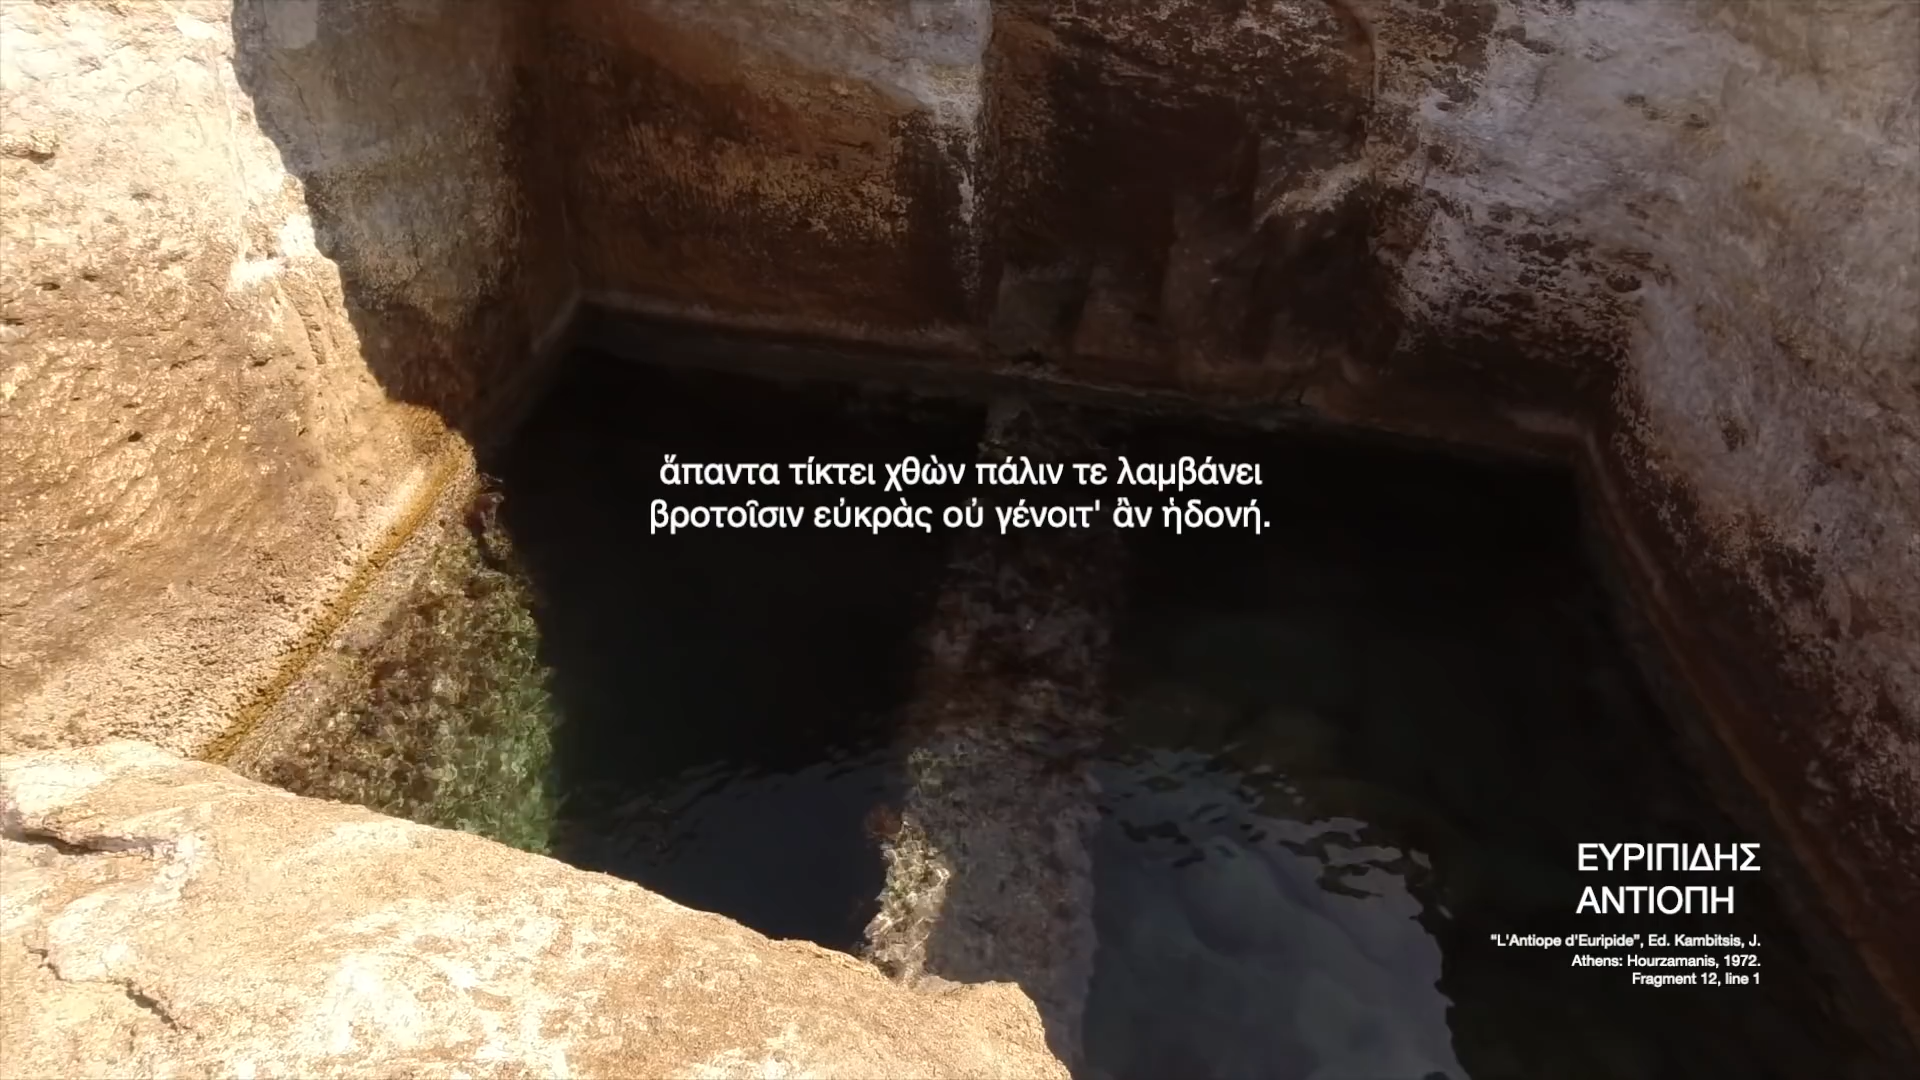 ἅπαντα τίκτει χθὼν πάλιν τε λαμβάνει
βροτοῖσιν εὐκρὰς οὐ γένοιτ' ἂν ἡδονή.
ΕΥΡΙΠΙΔΗΣ
ΑΝΤΙΟΠΗ
“L'Antiope d'Euripide”, Ed. Kambitsis, J.
Athens: Hourzamanis, 1972.
Fragment 12, line 1